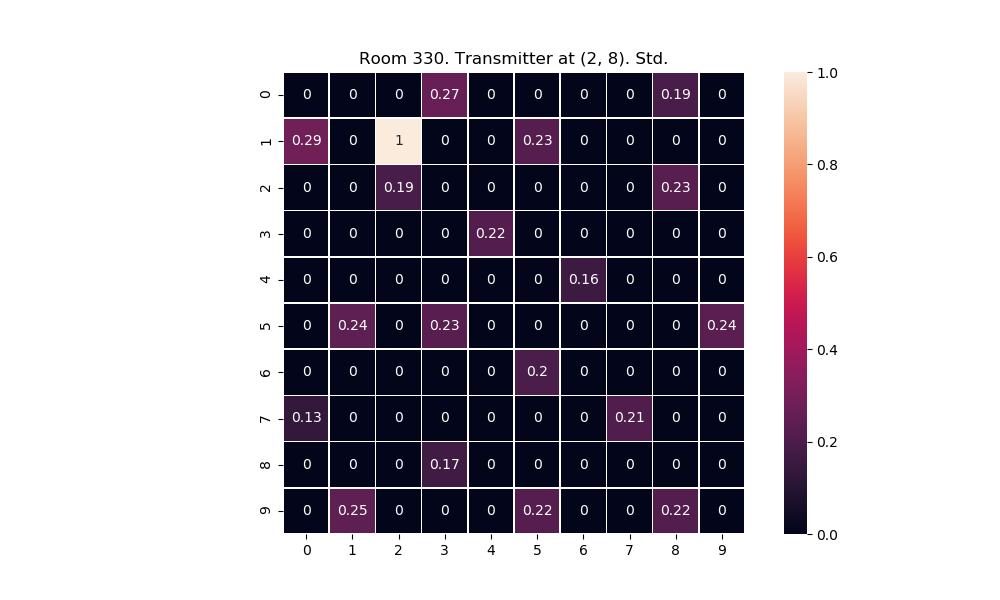 Room 330. Transmitter at (2, 8). Std.
0 0 0 0 0.27 0 0 0 0 0.19 0
1 0.29 0 1 0 0 0.23 0 0 0 0
2 0 0 0.19 0 0 0 0 0 0.23 0
3 0 0 0 0 0.22 0 0 0 0 0
4 0 0 0 0 0 0 0.16 0 0 0
5 0 0.24 0 0.23 0 0 0 0 0 0.24
6 0 0 0 0 0 0.2 0 0 0 0
7 0.13 0 0 0 0 0 0 0.21 0 0
8 0 0 0 0.17 0 0 0 0 0 0
9 0 0.25 0 0 0 0.22 0 0 0.22 0
0 1 2 3 4 5 6 7 8 9
1.0
0.8
0.6
0.4
0.2
0.0